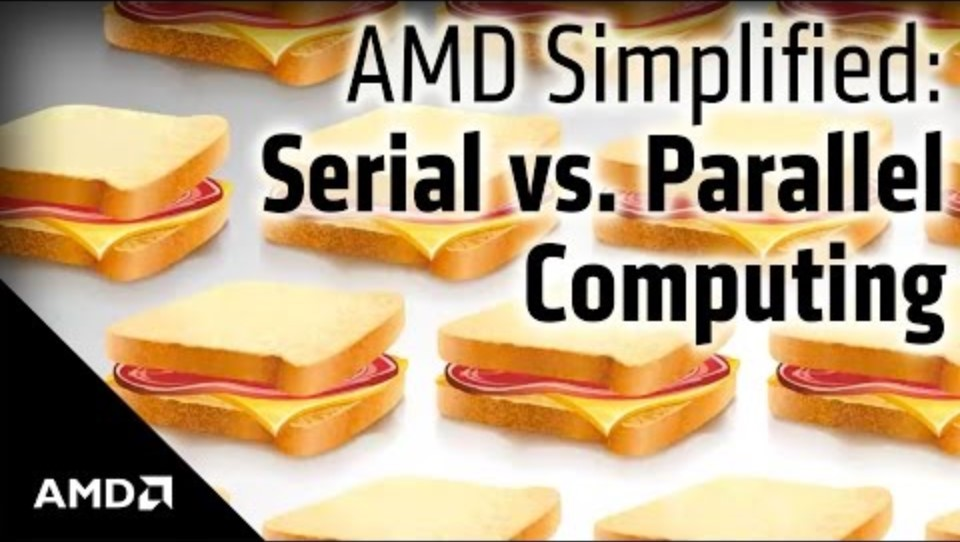 AMD Simplified:
Serial vs. Parallel
Computing
AMD